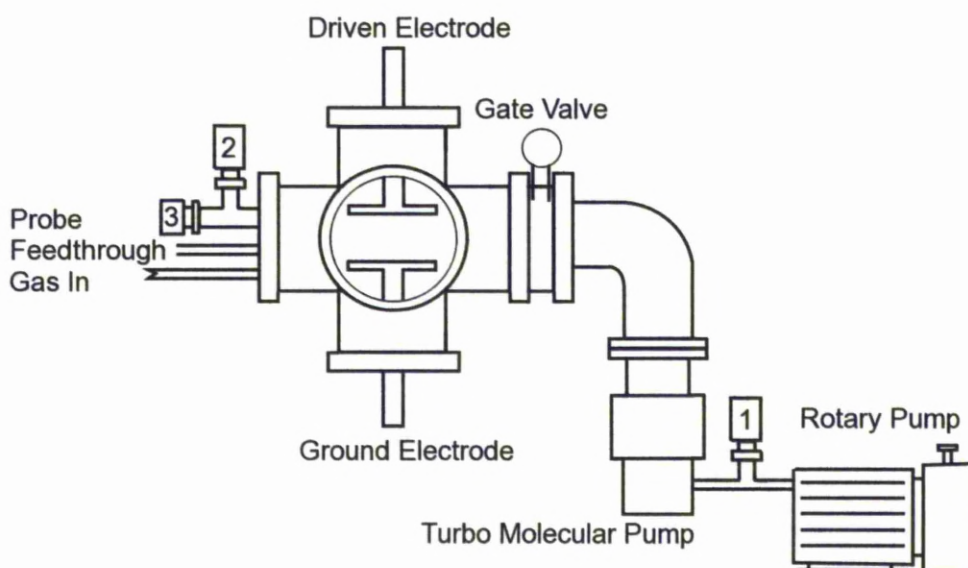 Driven Electrode
Gate Valve
2
3
Probe
Feedthrough
Gas In
Ground Electrode
1
Rotary Pump
Turbo Molecular Pump